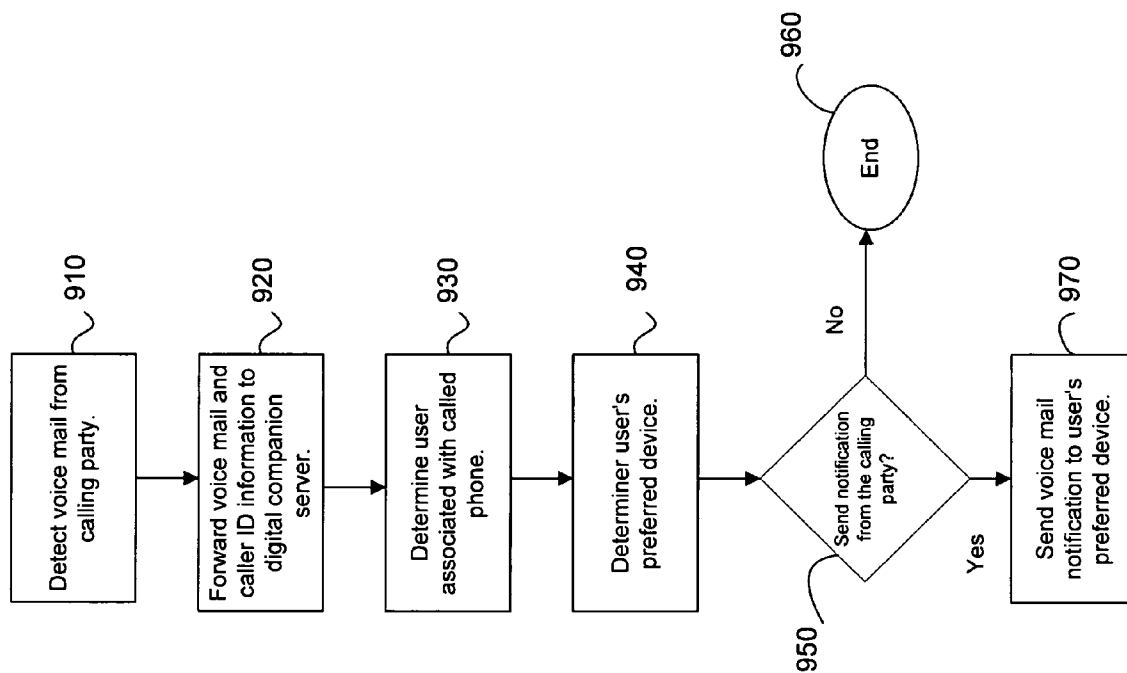 910
Detect voice mail from
calling party.
920
Forward voice mail and
caller ID information to
digital companion
server.
930
Determine user
associated with called
phone.
940
Determiner user's
preferred device.
950
Send notification
from the calling
party?
No
960
End
Yes
970
Send voice mail
notification to user's
preferred device.